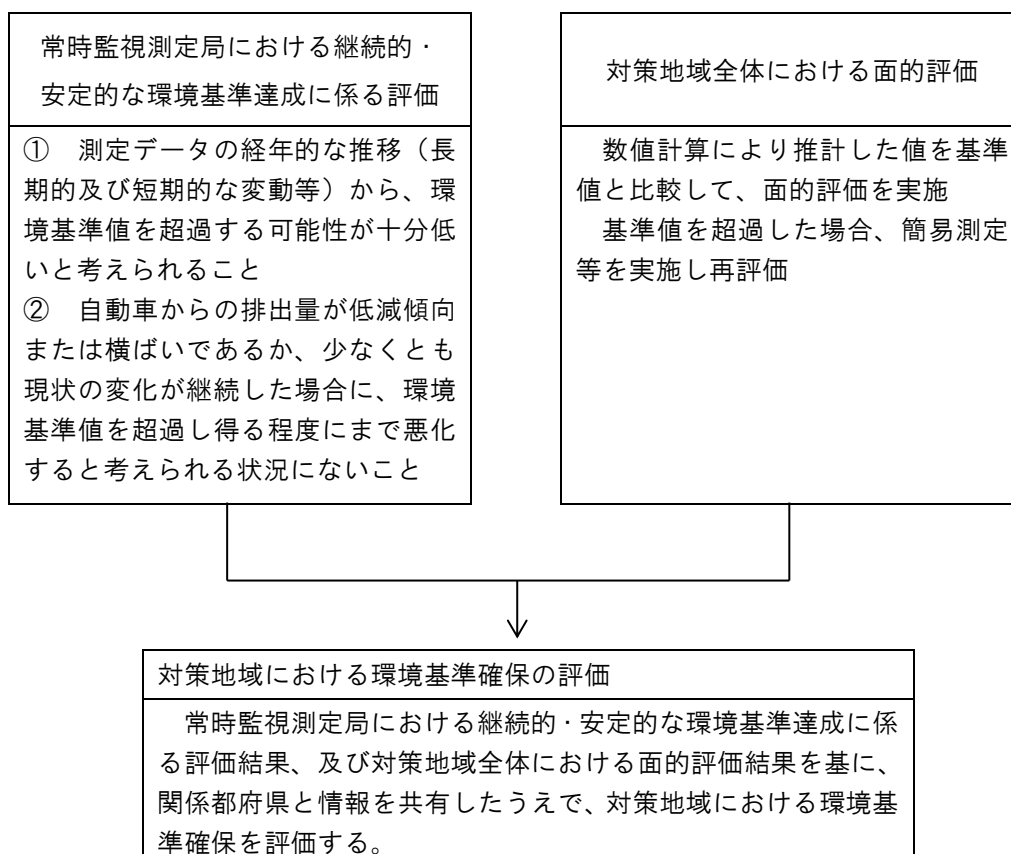 常時監視測定局における継続的・
安定的な環境基準達成に係る評価
① 測定データの経年的な推移（長
期的及び短期的な変動等）から、環
境基準値を超過する可能性が十分低
いと考えられること
② 自動車からの排出量が低減傾向
または横ばいであるか、少なくとも
現状の変化が継続した場合に、環境
基準値を超過し得る程度にまで悪化
すると考えられる状況にないこと
対策地域全体における面的評価
数値計算により推計した値を基準
値と比較して、面的評価を実施
基準値を超過した場合、簡易測定
等を実施し再評価
対策地域における環境基準確保の評価
常時監視測定局における継続的・安定的な環境基準達成に係
る評価結果、及び対策地域全体における面的評価結果を基に、
関係都府県と情報を共有したうえで、対策地域における環境基
準確保を評価する。